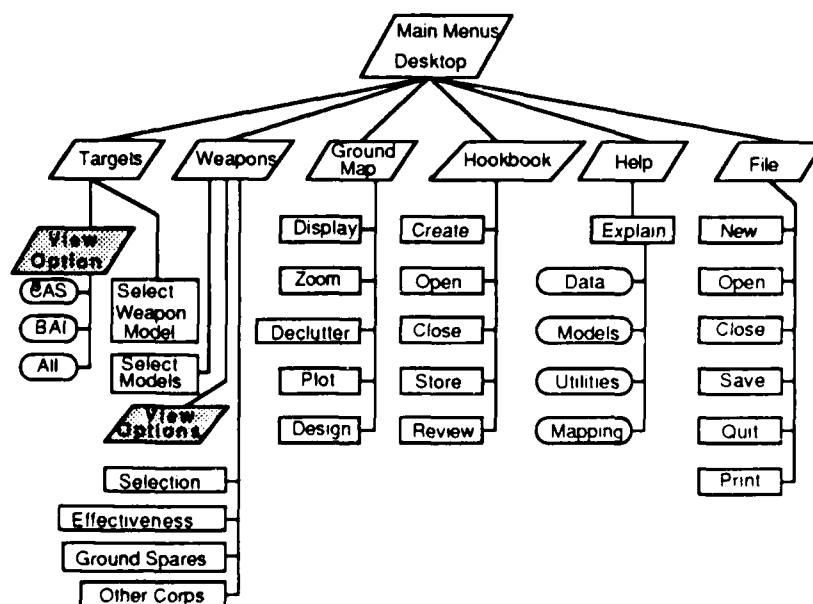 Main Menus
Desktop
Targets
Weapons
Ground
Map
Hookbook
Help
File
View
Option
CAS
BAI
All
Select
Weapon
Model
Select
Models
View
Options
Selection
Effectiveness
Ground Spares
Other Corps
Display
Zoom
Declutter
Plot
Design
Create
Open
Close
Store
Review
Explain
Data
Models
Utilities
Mapping
New
Open
Close
Save
Quit
Print